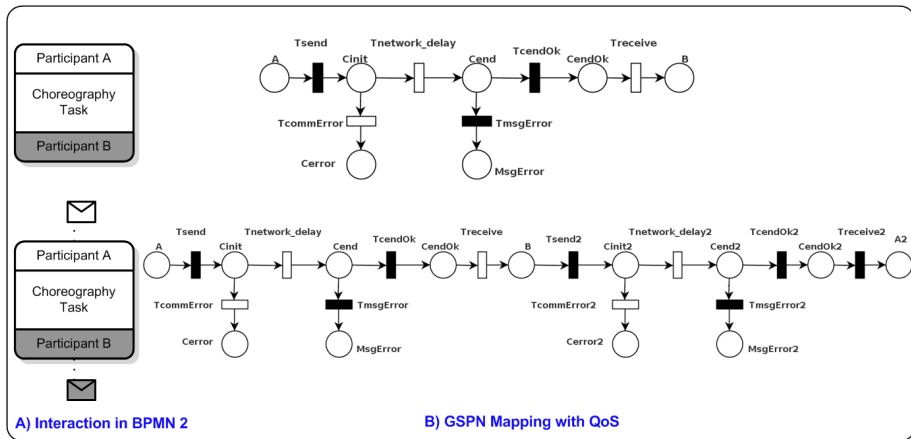 Participant A
Choreography
Task
Participant B
A
Tsend
Cinit
Tnetwork_delay
Cend
TcendOk
CendOk
Treceive
B
TcommError
TmsgError
Cerror
MsgError
Participant A
Choreography
Task
Participant B
A
Tsend
Cinit
Tnetwork_delay
Cend
TcendOk
CendOk
Treceive
B
Tsend2
Cinit2
Tnetwork_delay2
Cend2
TcendOk2
CendOk2
Treceive2
A2
TcommError
TmsgError
TcommError2
TmsgError2
Cerror
MsgError
Cerror2
MsgError2
A) Interaction in BPMN 2
B) GSPN Mapping with QoS